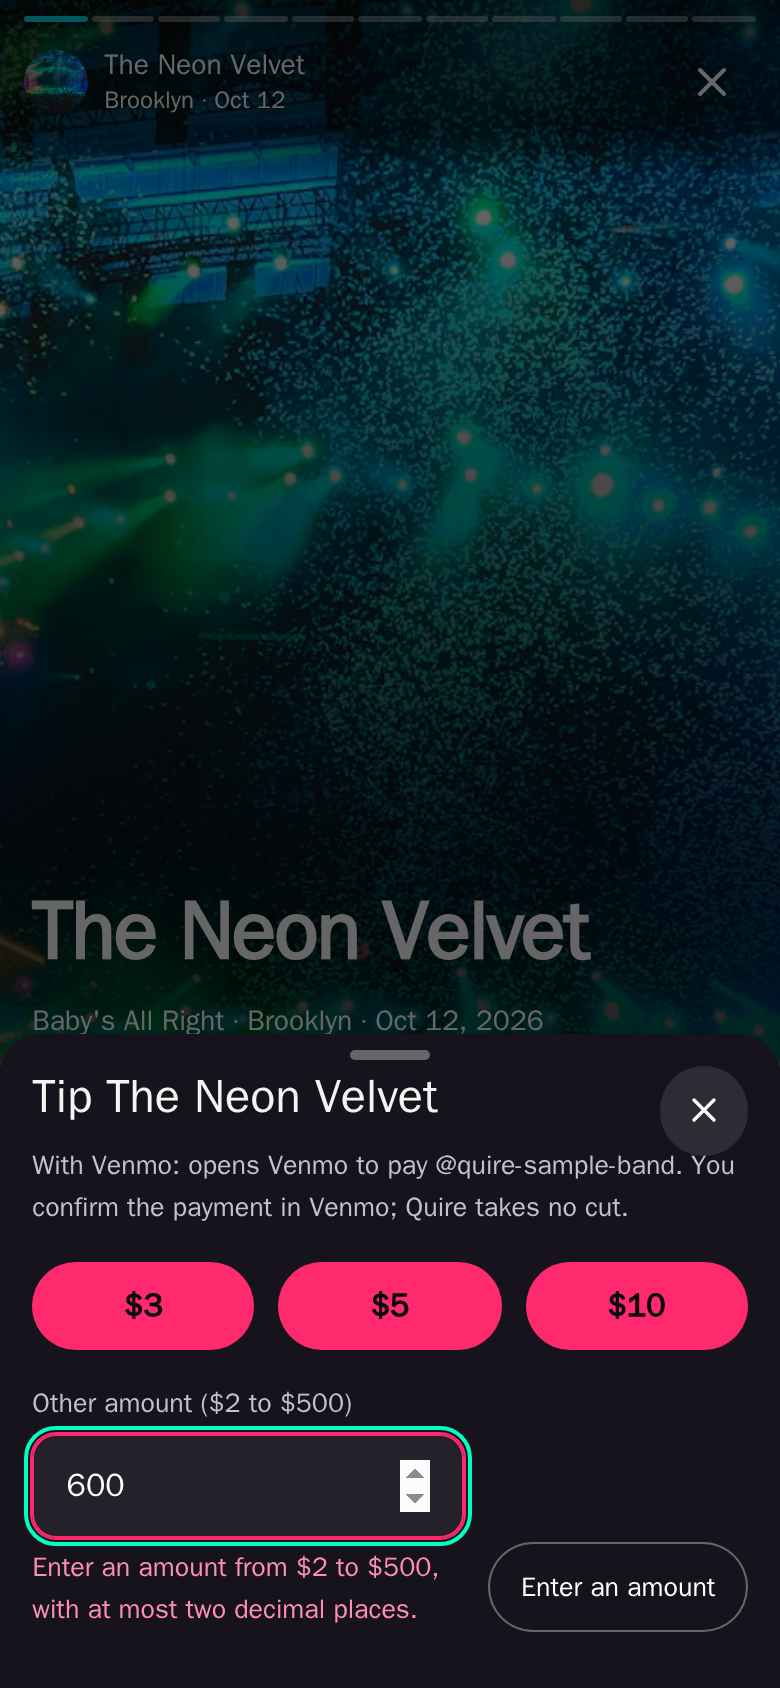 The Neon Velvet
Brooklyn · Oct 12
The Neon Velvet
Baby's All Right · Brooklyn · Oct 12, 2026
Tip The Neon Velvet
With Venmo: opens Venmo to pay @quire-sample-band. You
confirm the payment in Venmo; Quire takes no cut.
$3
$5
$10
Other amount ($2 to $500)
600
Enter an amount from $2 to $500,
with at most two decimal places.
Enter an amount